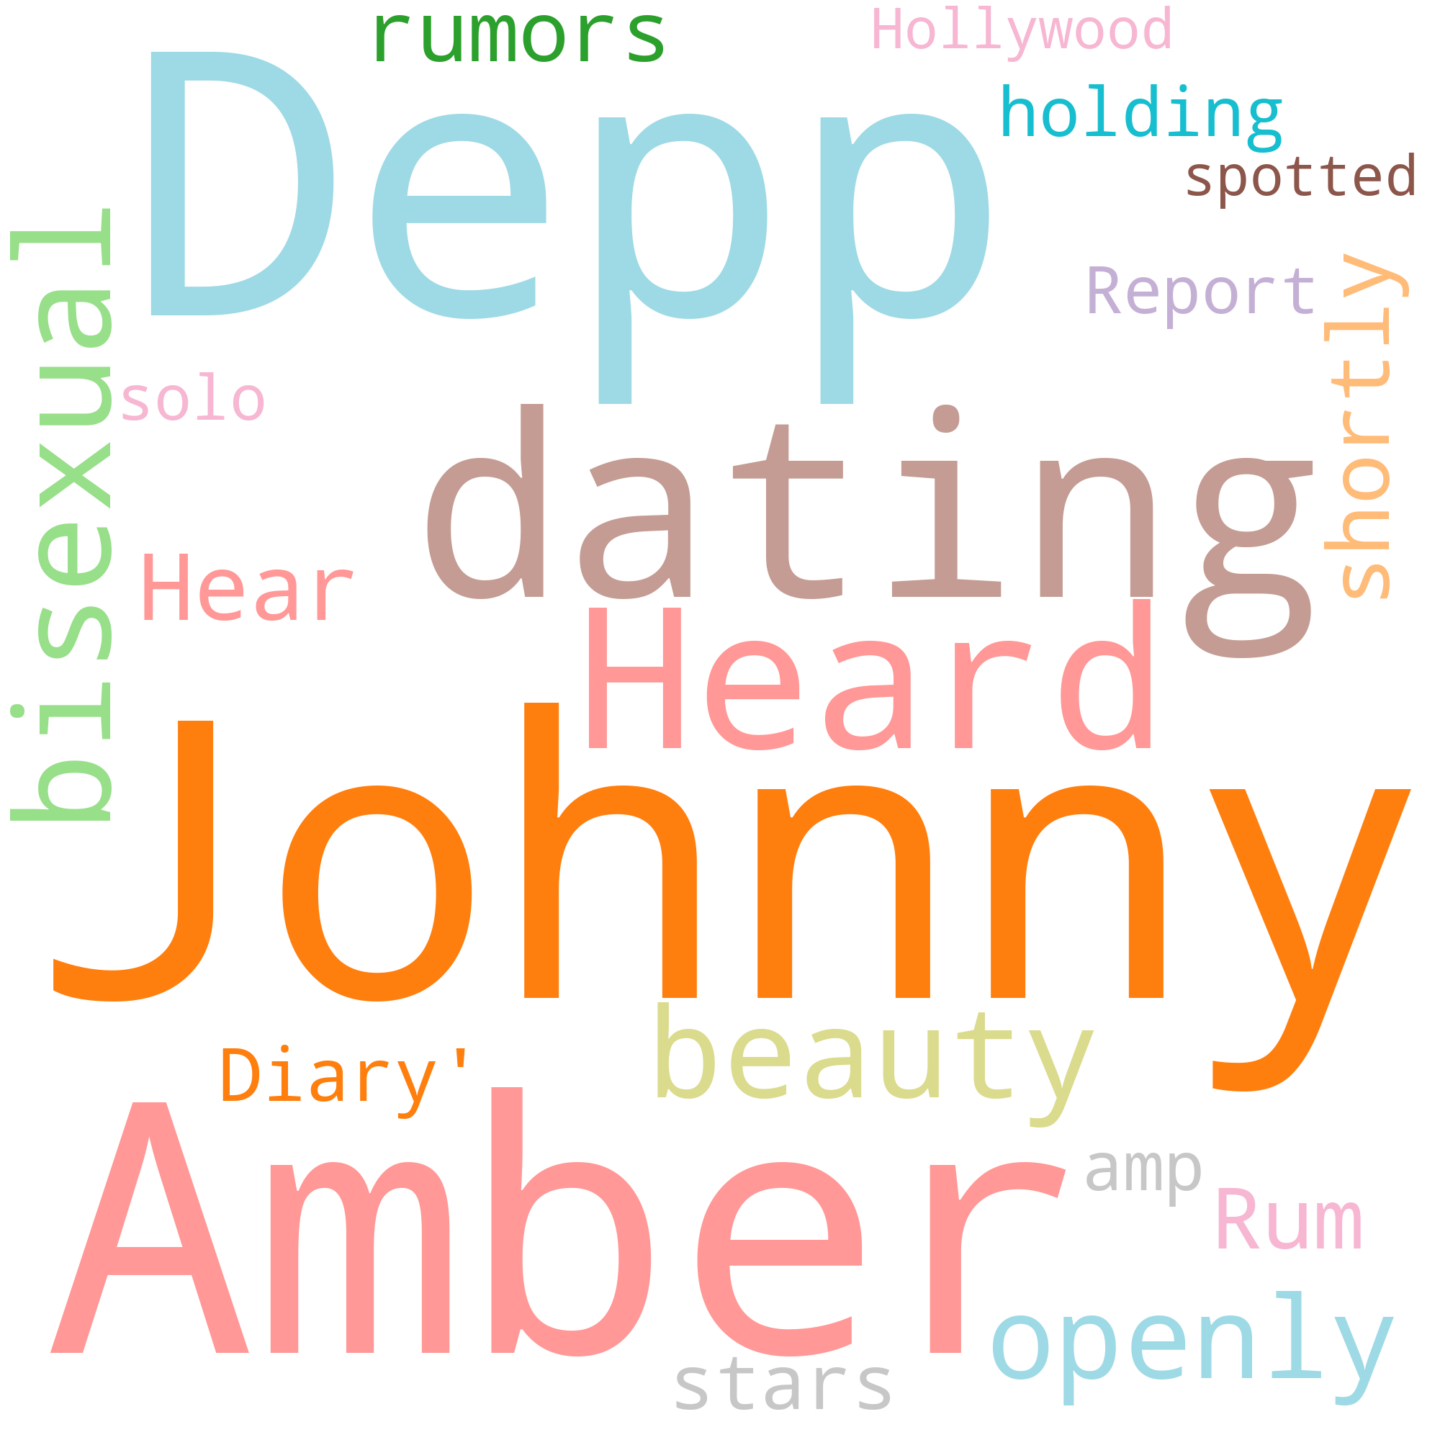 rumors
Hollywood
Depp
holding
spotted
bisexual
Report
shortly
solo
dating
Hear
Heard
Johnny
beauty
Diary'
Amber
amp
Rum
openly
stars